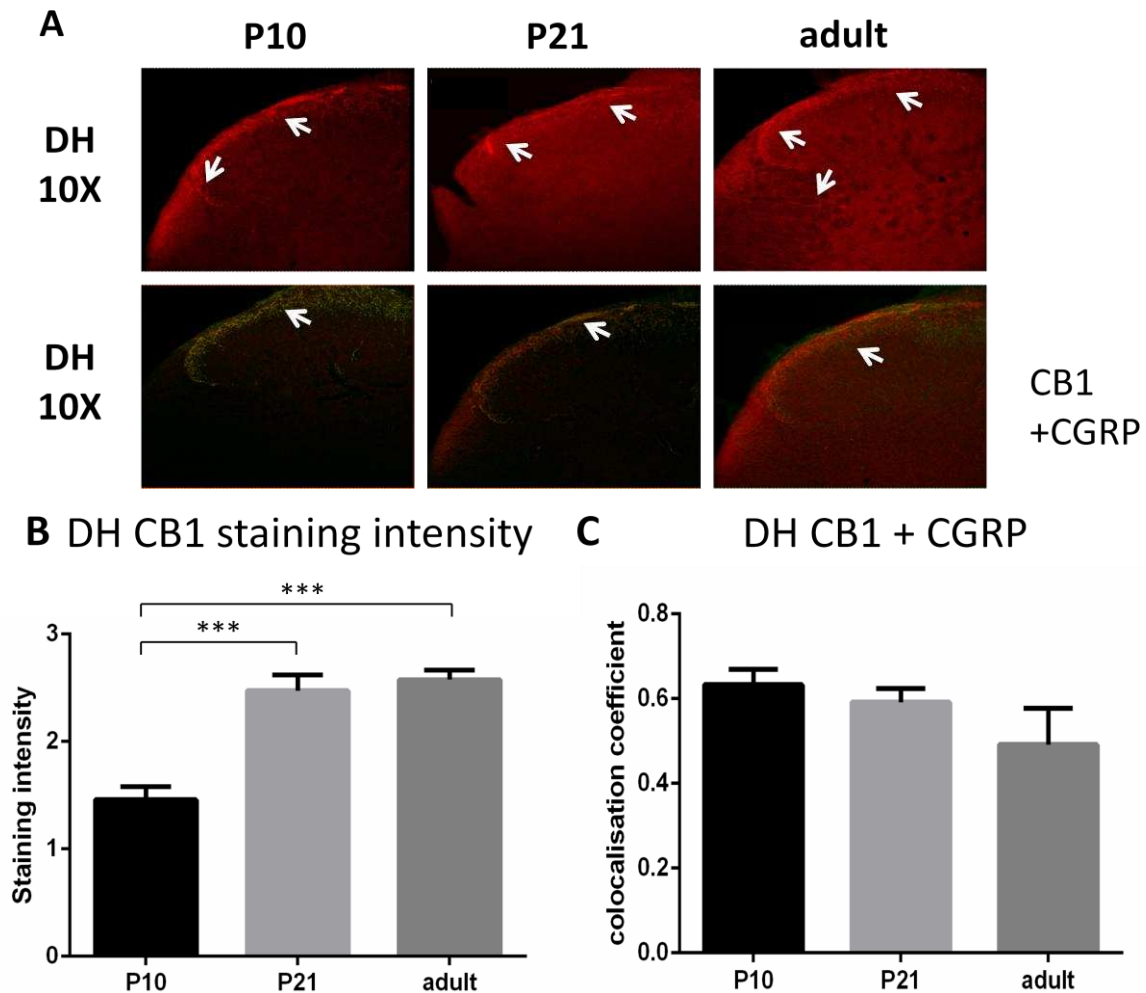 A
P10 P21 adult
DH
10X
DH
10X
CB1
+CGRP
B DH CB1 staining intensity
***
***
3
2
1
0
Staining intensity
P10 P21 adult
C DH CB1 + CGRP
0.8
0.6
0.4
0.2
0.0
colocalisation coefficient
P10 P21 adult